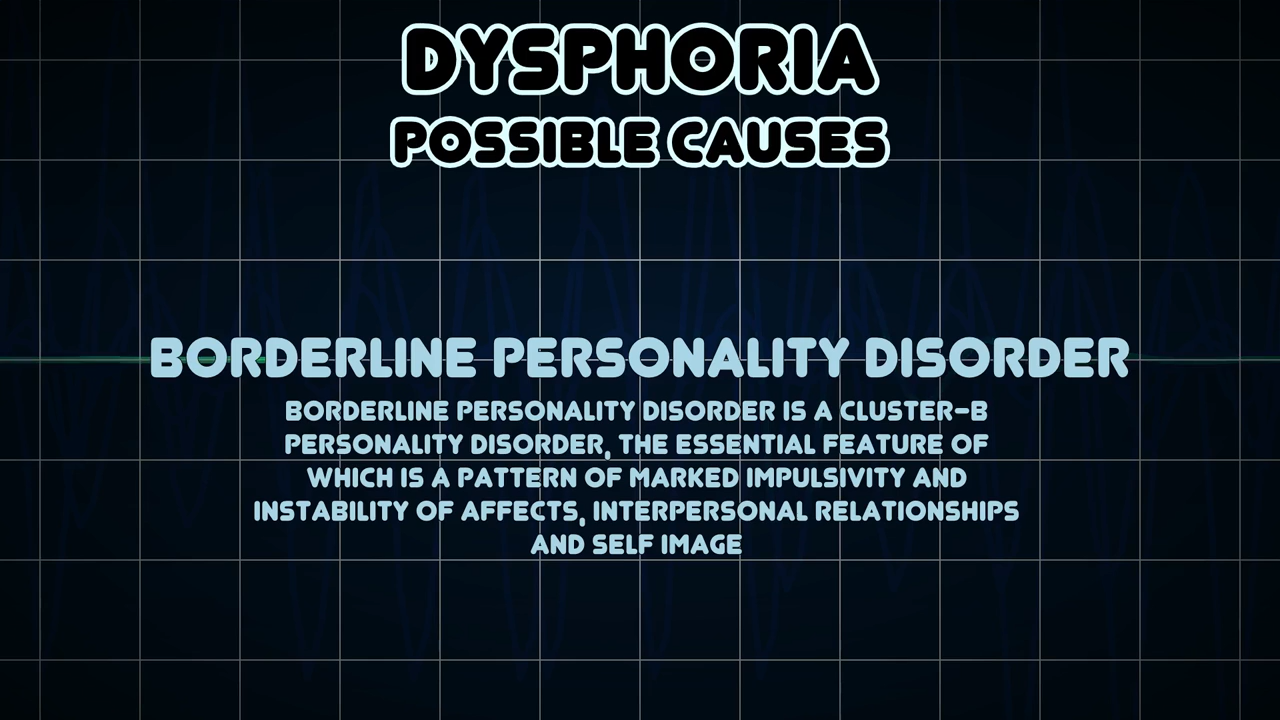 DYSPHORIA
POSSIBLE CAUSES
BORDERLINE PERSONALITY DISORDER
BORDERLINE PERSONALITY DISORDER IS A CLUSTER-B
PERSONALITY DISORDER, THE ESSENTIAL FEATURE OF
WHICH IS A PATTERN OF MARKED IMPULSIVITY AND
INSTABILITY OF AFFECTS, INTERPERSONAL RELATIONSHIPS
AND SELF IMAGE